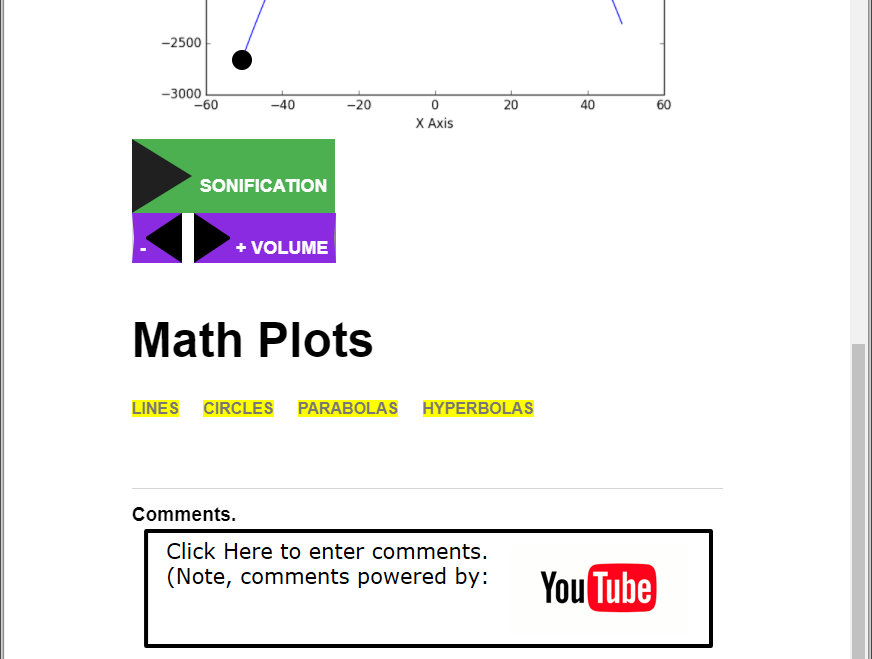 −2500
−3000
−60 −40 −20 0 20 40 60
X Axis
SONIFICATION
- + VOLUME
Math Plots
LINES CIRCLES PARABOLAS HYPERBOLAS
Comments.
Click Here to enter comments.
(Note, comments powered by:
YouTube